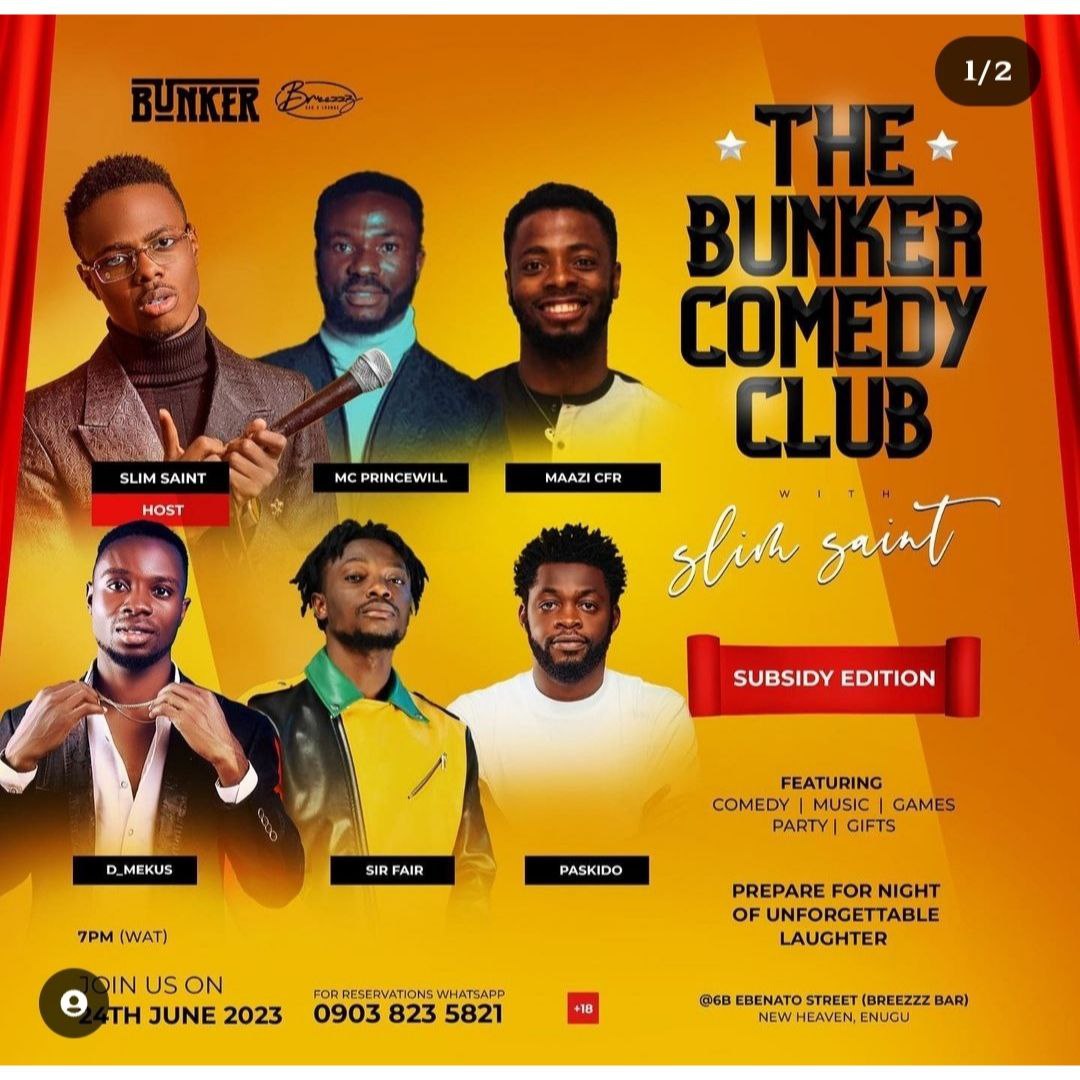 1/2
BUNKER
Breezzz
BAR & LOUNGE
THE
BUNKER
COMEDY
CLUB
WITH
slim saint
SLIM SAINT
HOST
MC PRINCEWILL
MAAZI CFR
SUBSIDY EDITION
D_MEKUS
SIR FAIR
PASKIDO
FEATURING
COMEDY | MUSIC | GAMES
PARTY | GIFTS
PREPARE FOR NIGHT
OF UNFORGETTABLE
LAUGHTER
7PM (WAT)
JOIN US ON
24TH JUNE 2023
FOR RESERVATIONS WHATSAPP
0903 823 5821
+18
@6B EBENATO STREET (BREEZZZ BAR)
NEW HEAVEN, ENUGU